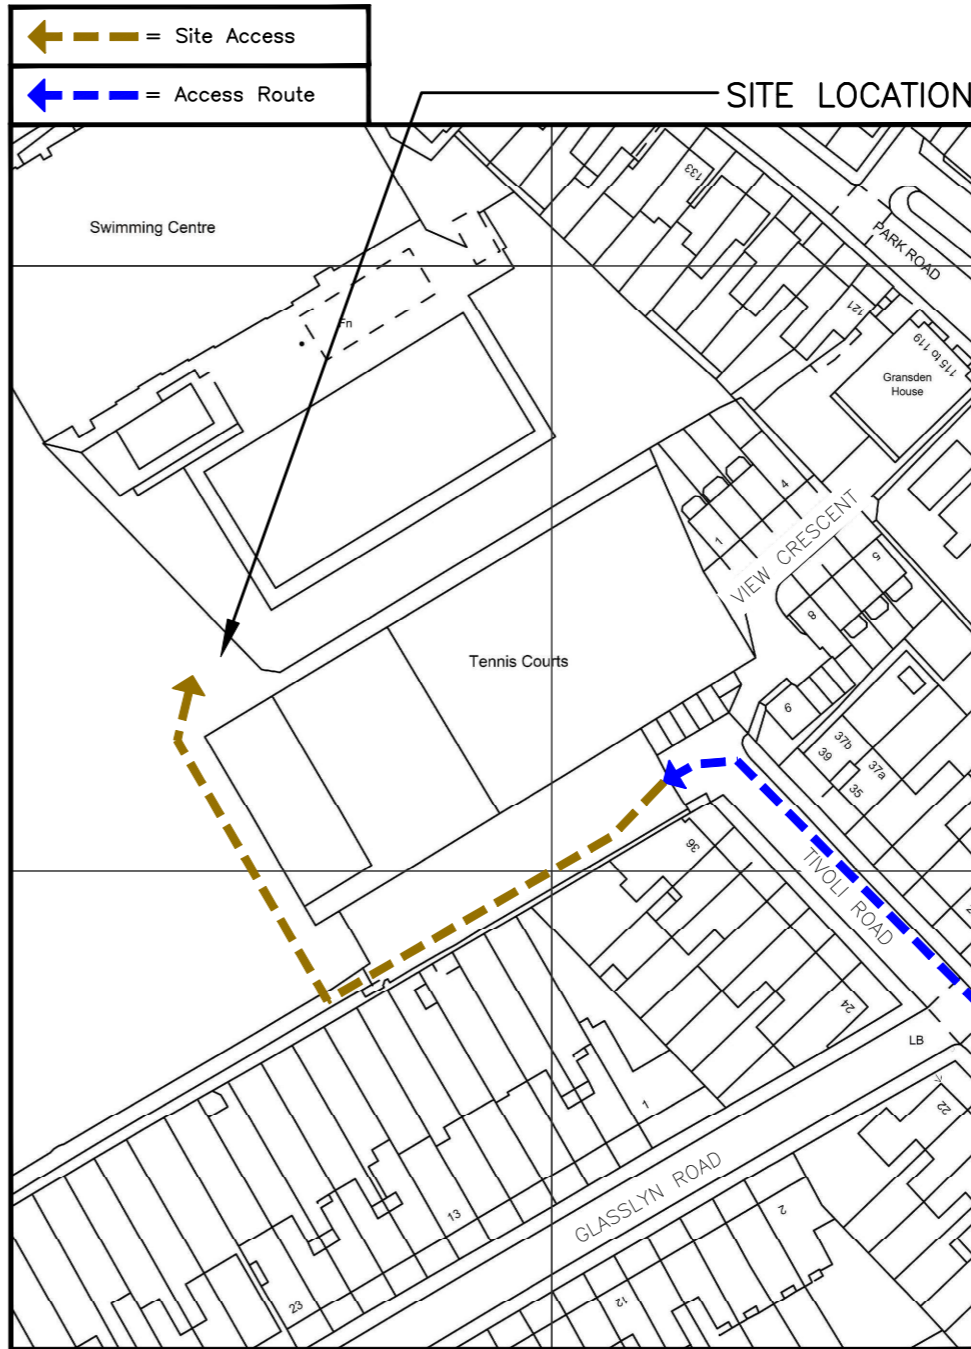 = Site Access
= Access Route
SITE LOCATION
Swimming Centre
133
PARK ROAD
Fn
121
115 to 119
Gransden
House
4
1
VIEW CRESCENT
5
8
Tennis Courts
6
37b
39
37a
35
36
TIVOLI ROAD
24
LB
22
1
GLASSLYN ROAD
13
2
23
12